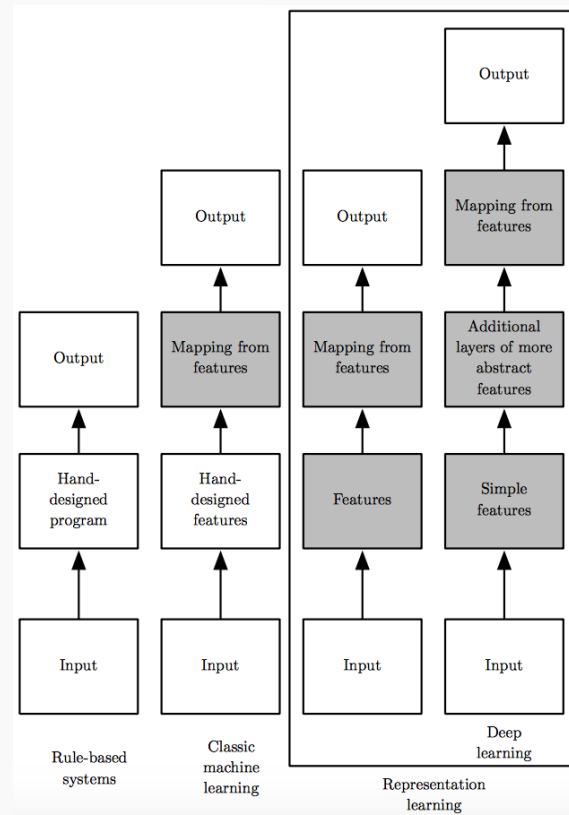 Output
Output
Output
Mapping from
features
Output
Mapping from
features
Mapping from
features
Additional
layers of more
abstract
features
Hand-
designed
program
Hand-
designed
features
Features
Simple
features
Input
Input
Input
Input
Rule-based
systems
Classic
machine
learning
Deep
learning
Representation
learning